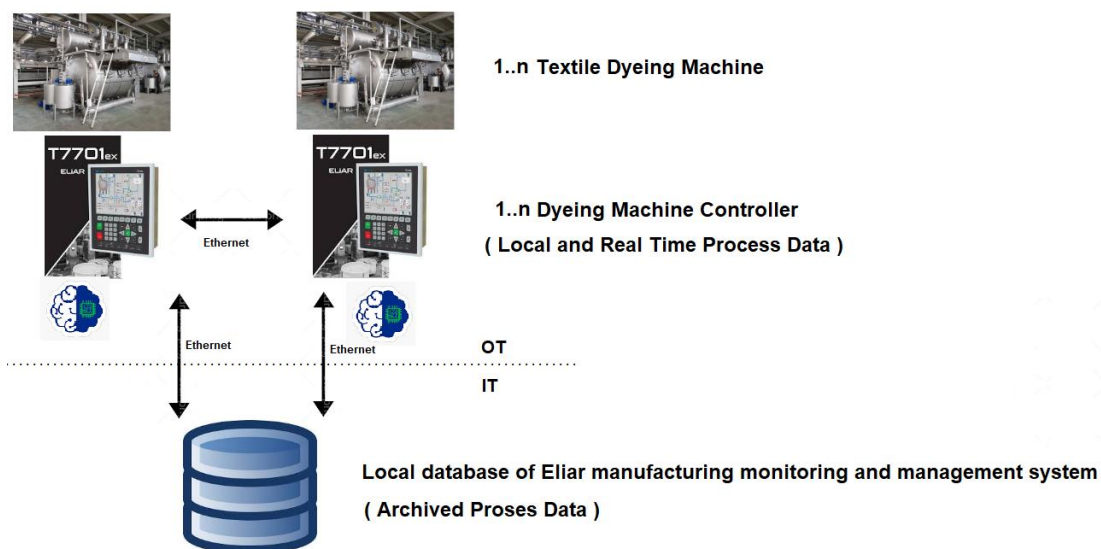 1..n Textile Dyeing Machine
T7701ex
ELIAR
T7701ex
ELIAR
1..n Dyeing Machine Controller
( Local and Real Time Process Data )
Ethernet
Ethernet
Ethernet
OT
IT
Local database of Eliar manufacturing monitoring and management system
( Archived Proses Data )